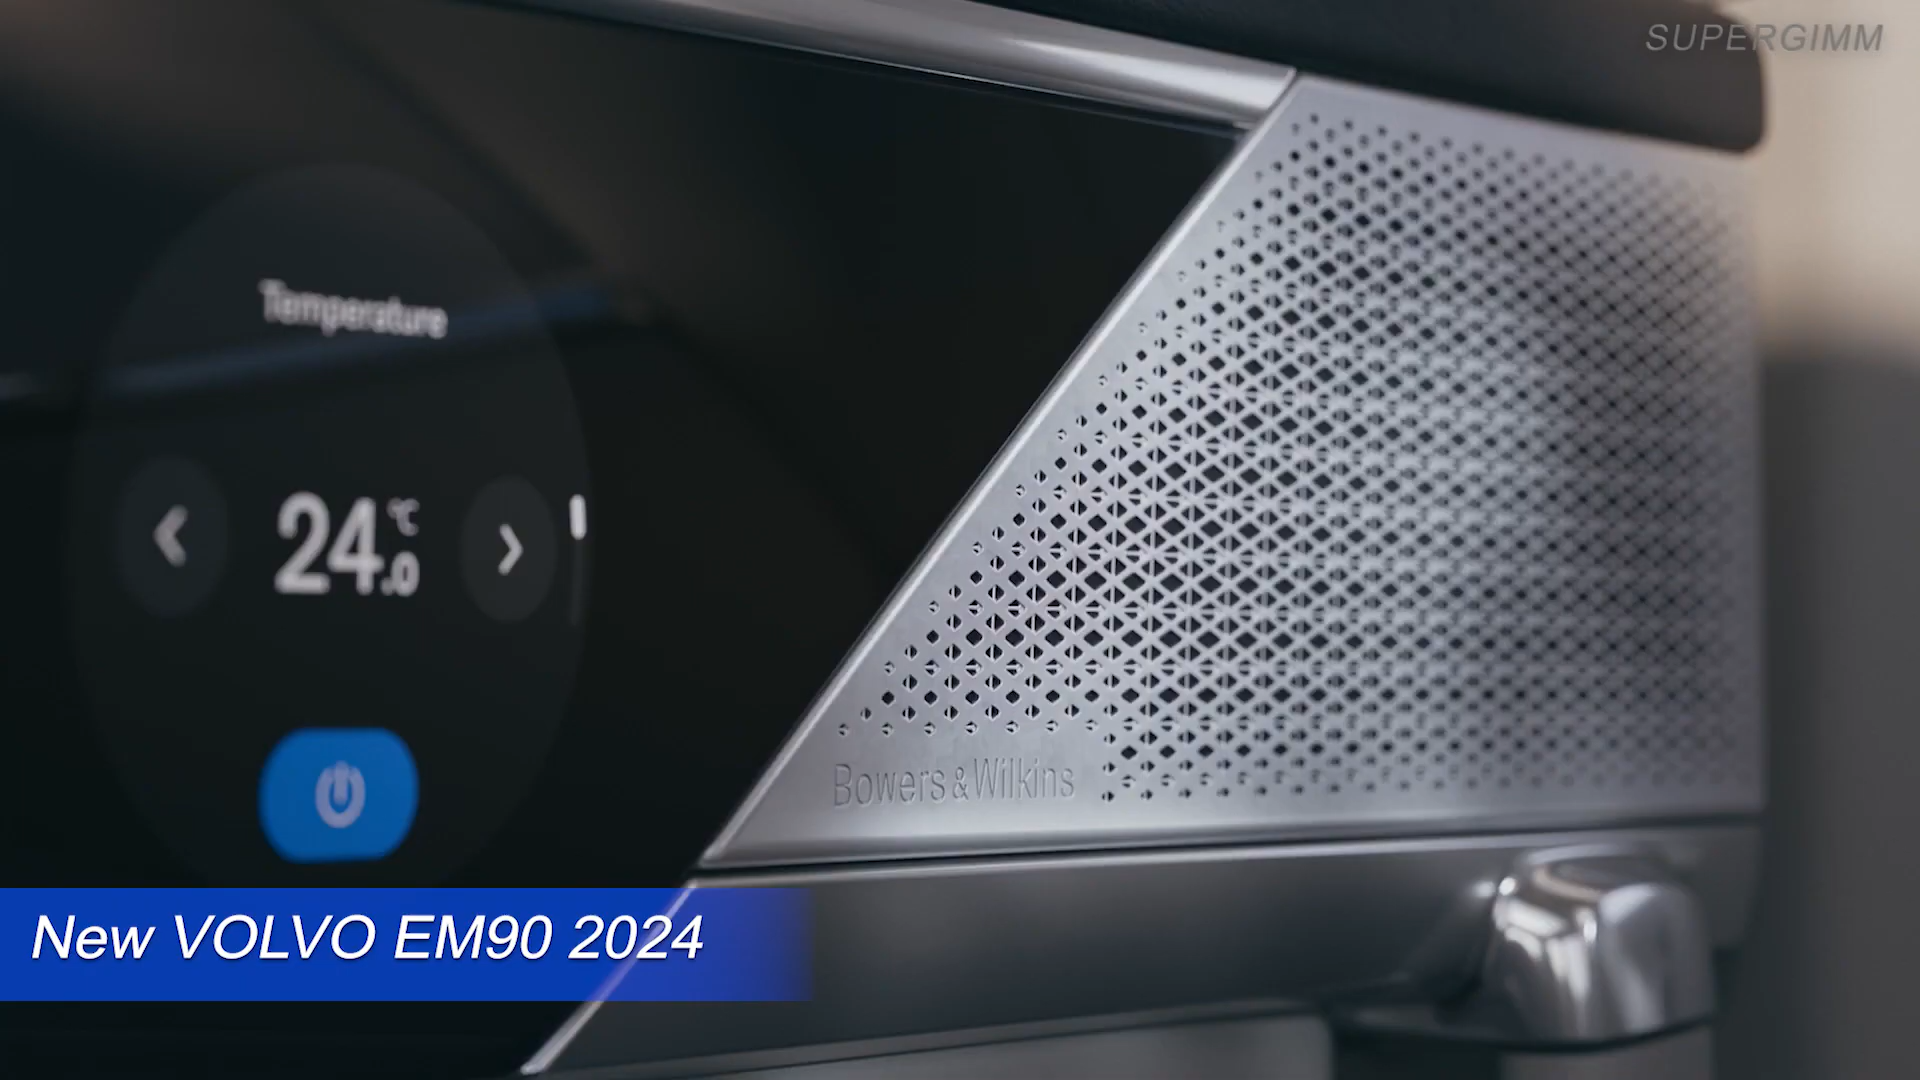 SUPERGIMM
Temperature
24.0 °C
Bowers & Wilkins
New VOLVO EM90 2024